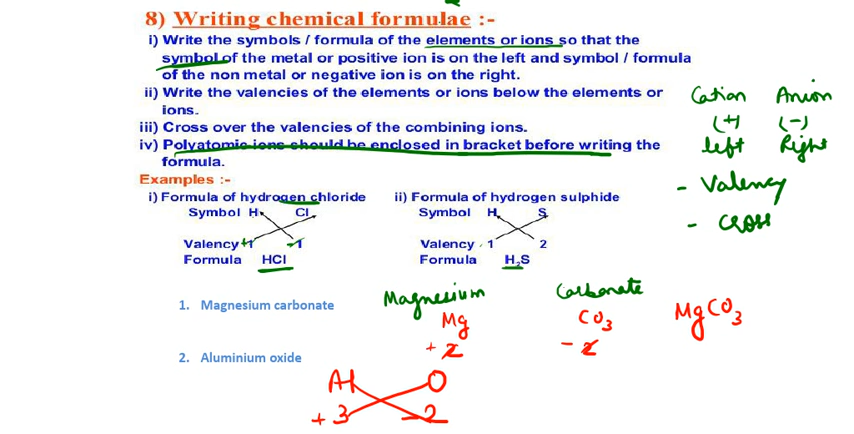 8) Writing chemical formulae :-
i) Write the symbols / formula of the elements or ions so that the
symbol of the metal or positive ion is on the left and symbol / formula
of the non metal or negative ion is on the right.
ii) Write the valencies of the elements or ions below the elements or
ions.
iii) Cross over the valencies of the combining ions.
iv) Polyatomic ions should be enclosed in bracket before writing the
formula.
Cation Anion
(+) (-)
left Right
- Valency
- Cross
Examples :-
i) Formula of hydrogen chloride
Symbol H Cl
Valency +1 -1
Formula HCl
ii) Formula of hydrogen sulphide
Symbol H S
Valency 1 2
Formula H₂S
1. Magnesium carbonate
Magnesium Carbonate
Mg CO₃ MgCO₃
+2 -2
2. Aluminium oxide
Al O
+3 -2